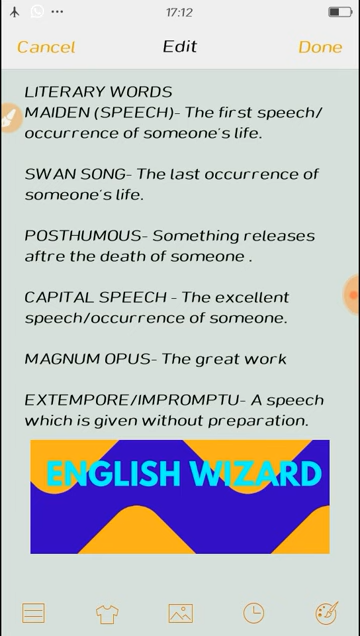 17:12
Cancel Edit Done
LITERARY WORDS
MAIDEN (SPEECH)- The first speech/
occurrence of someone's life.
SWAN SONG- The last occurrence of
someone's life.
POSTHUMOUS- Something releases
aftre the death of someone .
CAPITAL SPEECH - The excellent
speech/occurrence of someone.
MAGNUM OPUS- The great work
EXTEMPORE/IMPROMPTU- A speech
which is given without preparation.
ENGLISH WIZARD